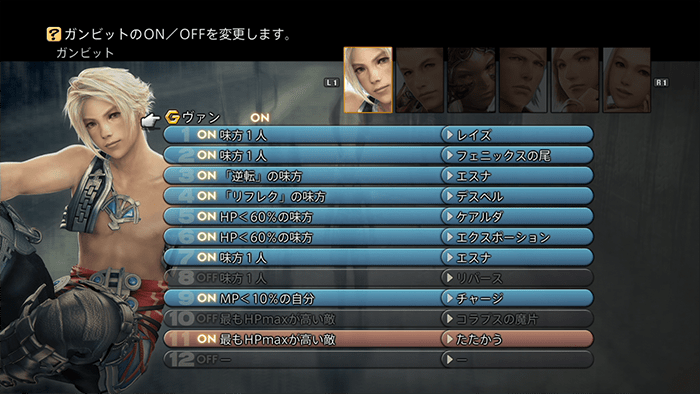 ? ガンビットのON／OFFを変更します。
ガンビット
L1 R1
Gヴァン ON
1 ON 味方１人 レイズ
2 ON 味方１人 フェニックスの尾
3 ON 「逆転」の味方 エスナ
4 ON 「リフレク」の味方 デスペル
5 ON HP＜60％の味方 ケアルダ
6 ON HP＜60％の味方 エクスポーション
7 ON 味方１人 エスナ
8 OFF 味方１人 リバース
9 ON MP＜10％の自分 チャージ
10 OFF 最もHPmaxが高い敵 コラプスの魔片
11 ON 最もHPmaxが高い敵 たたかう
12 OFF ー ー